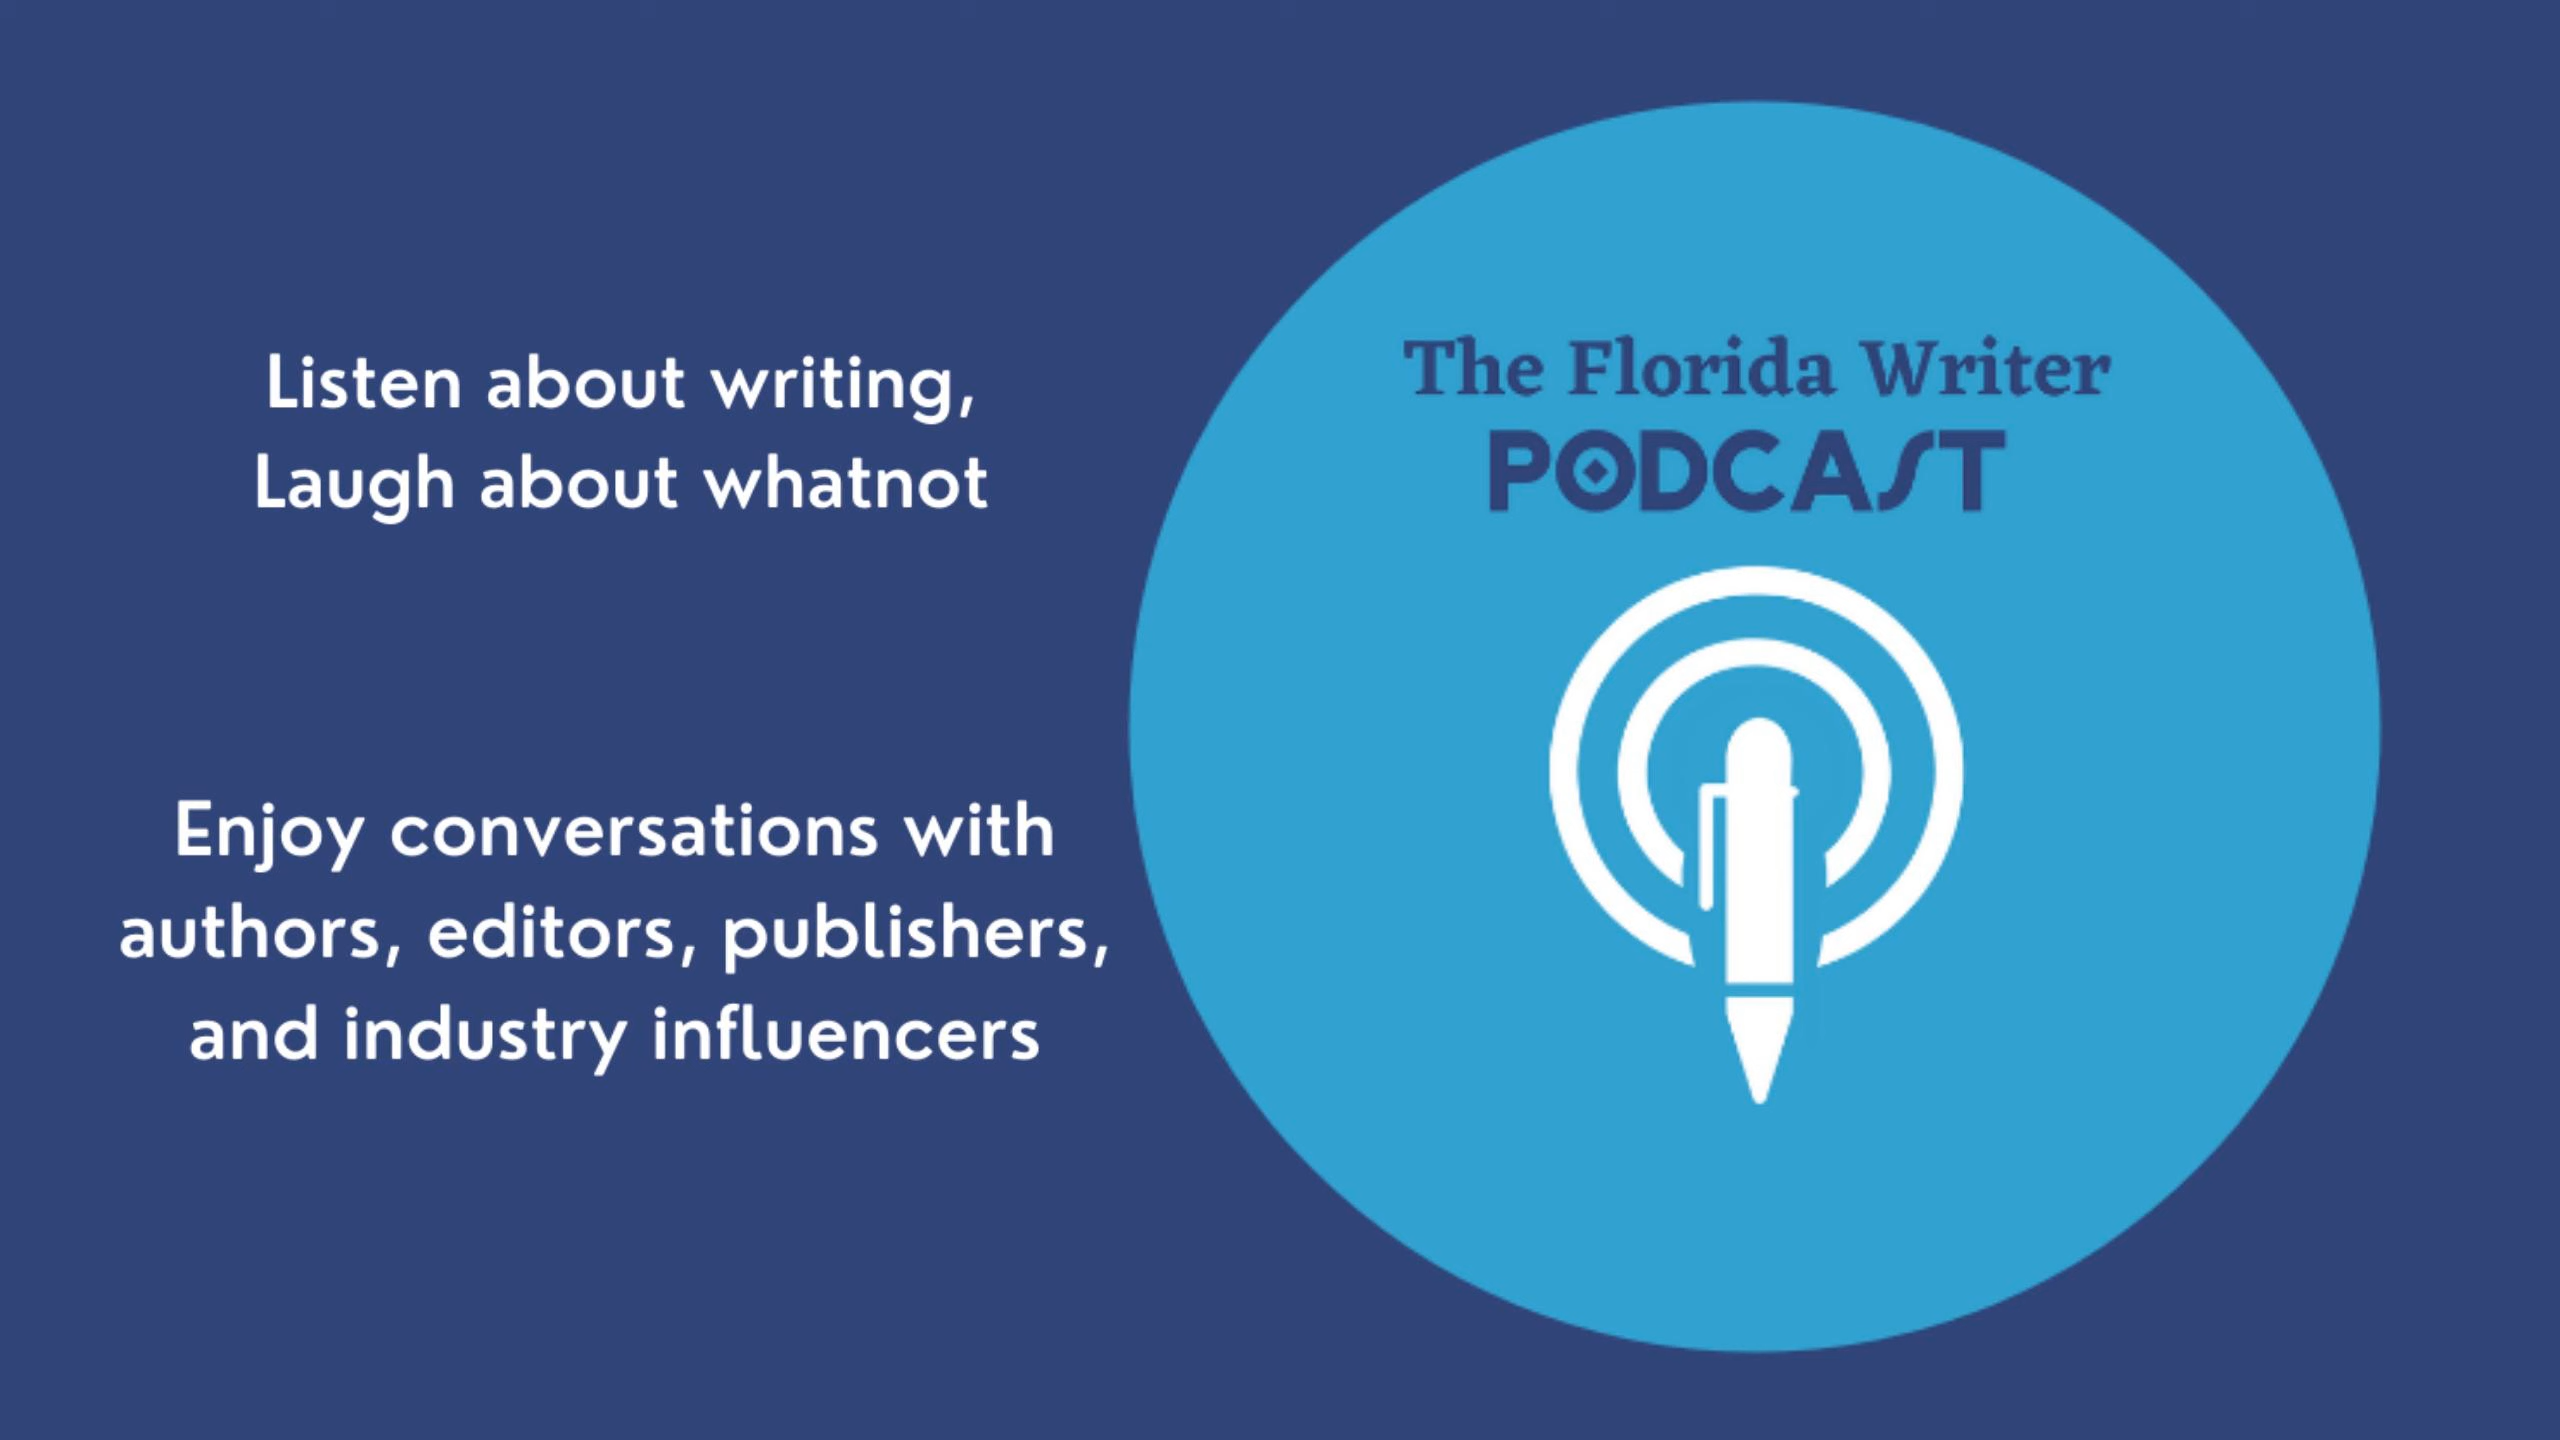 Listen about writing,
Laugh about whatnot
Enjoy conversations with
authors, editors, publishers,
and industry influencers
The Florida Writer
PODCAST